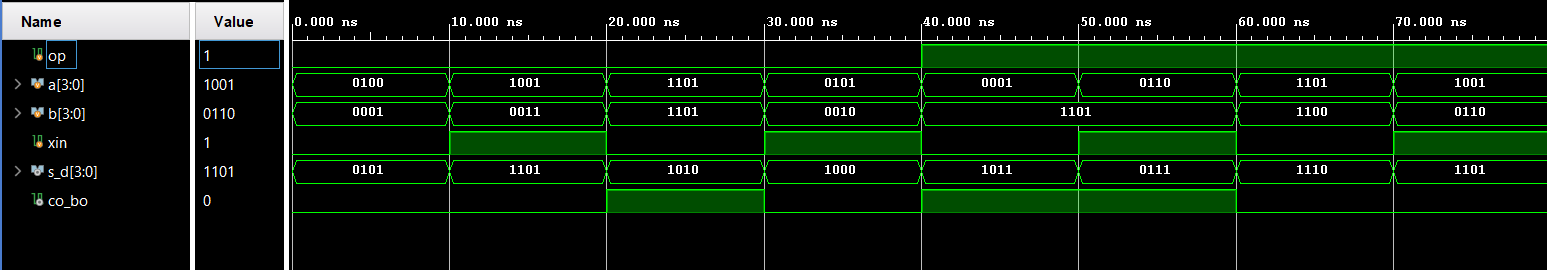 Name Value 0.000 ns 10.000 ns 20.000 ns 30.000 ns 40.000 ns 50.000 ns 60.000 ns 70.000 ns
op 1
a[3:0] 1001 0100 1001 1101 0101 0001 0110 1101 1001
b[3:0] 0110 0001 0011 1101 0010 1101 1100 0110
xin 1
s_d[3:0] 1101 0101 1101 1010 1000 1011 0111 1110 1101
co_bo 0